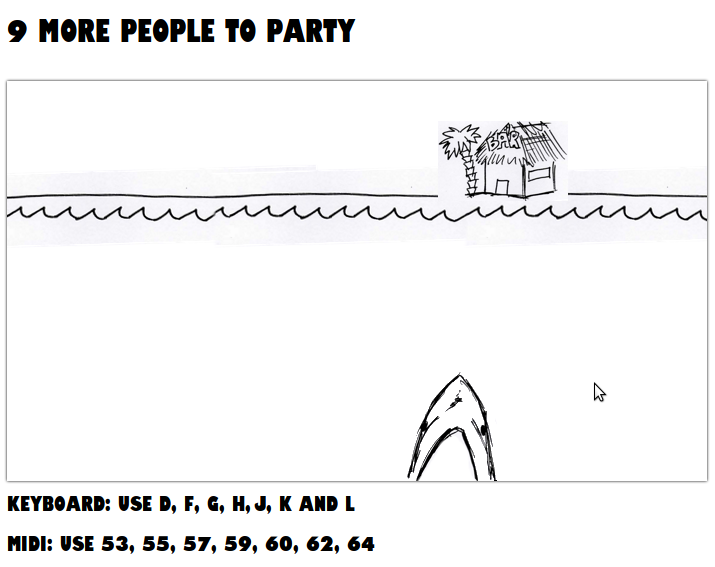 9 MORE PEOPLE TO PARTY
BAR
KEYBOARD: USE D, F, G, H, J, K AND L
MIDI: USE 53, 55, 57, 59, 60, 62, 64